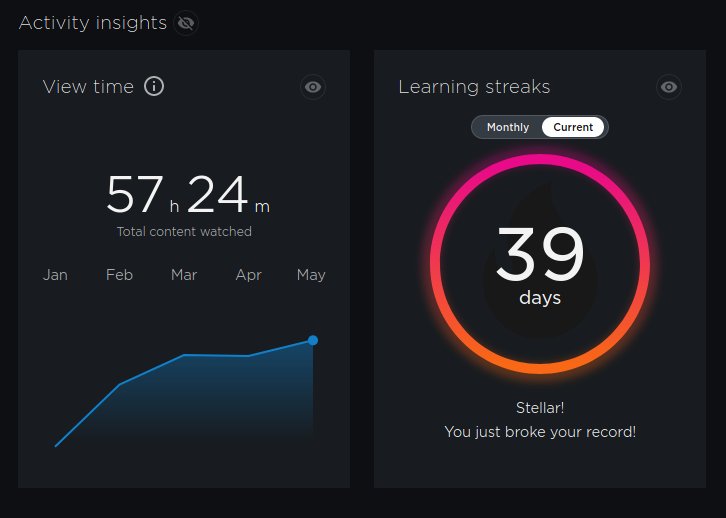 Activity insights
View time
57 h 24 m
Total content watched
Jan Feb Mar Apr May
Learning streaks
Monthly Current
39
days
Stellar!
You just broke your record!